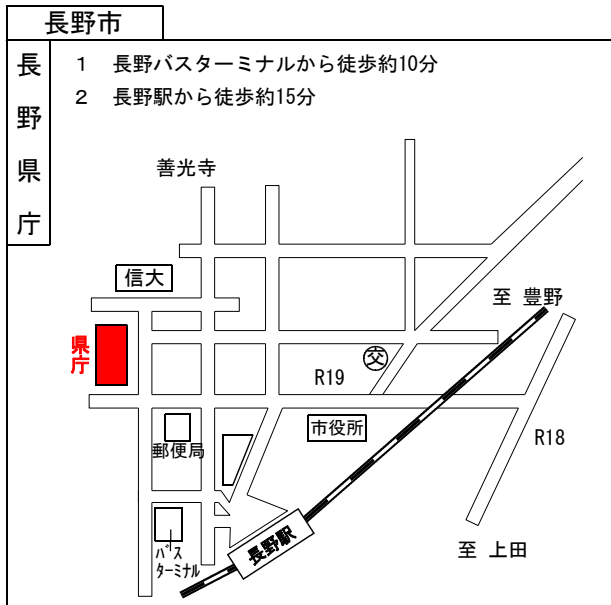 長野市
長野県庁
1 長野バスターミナルから徒歩約10分
2 長野駅から徒歩約15分
善光寺
信大
至 豊野
県庁
交
R19
市役所
郵便局
R18
長野駅
至 上田
バス
ターミナル